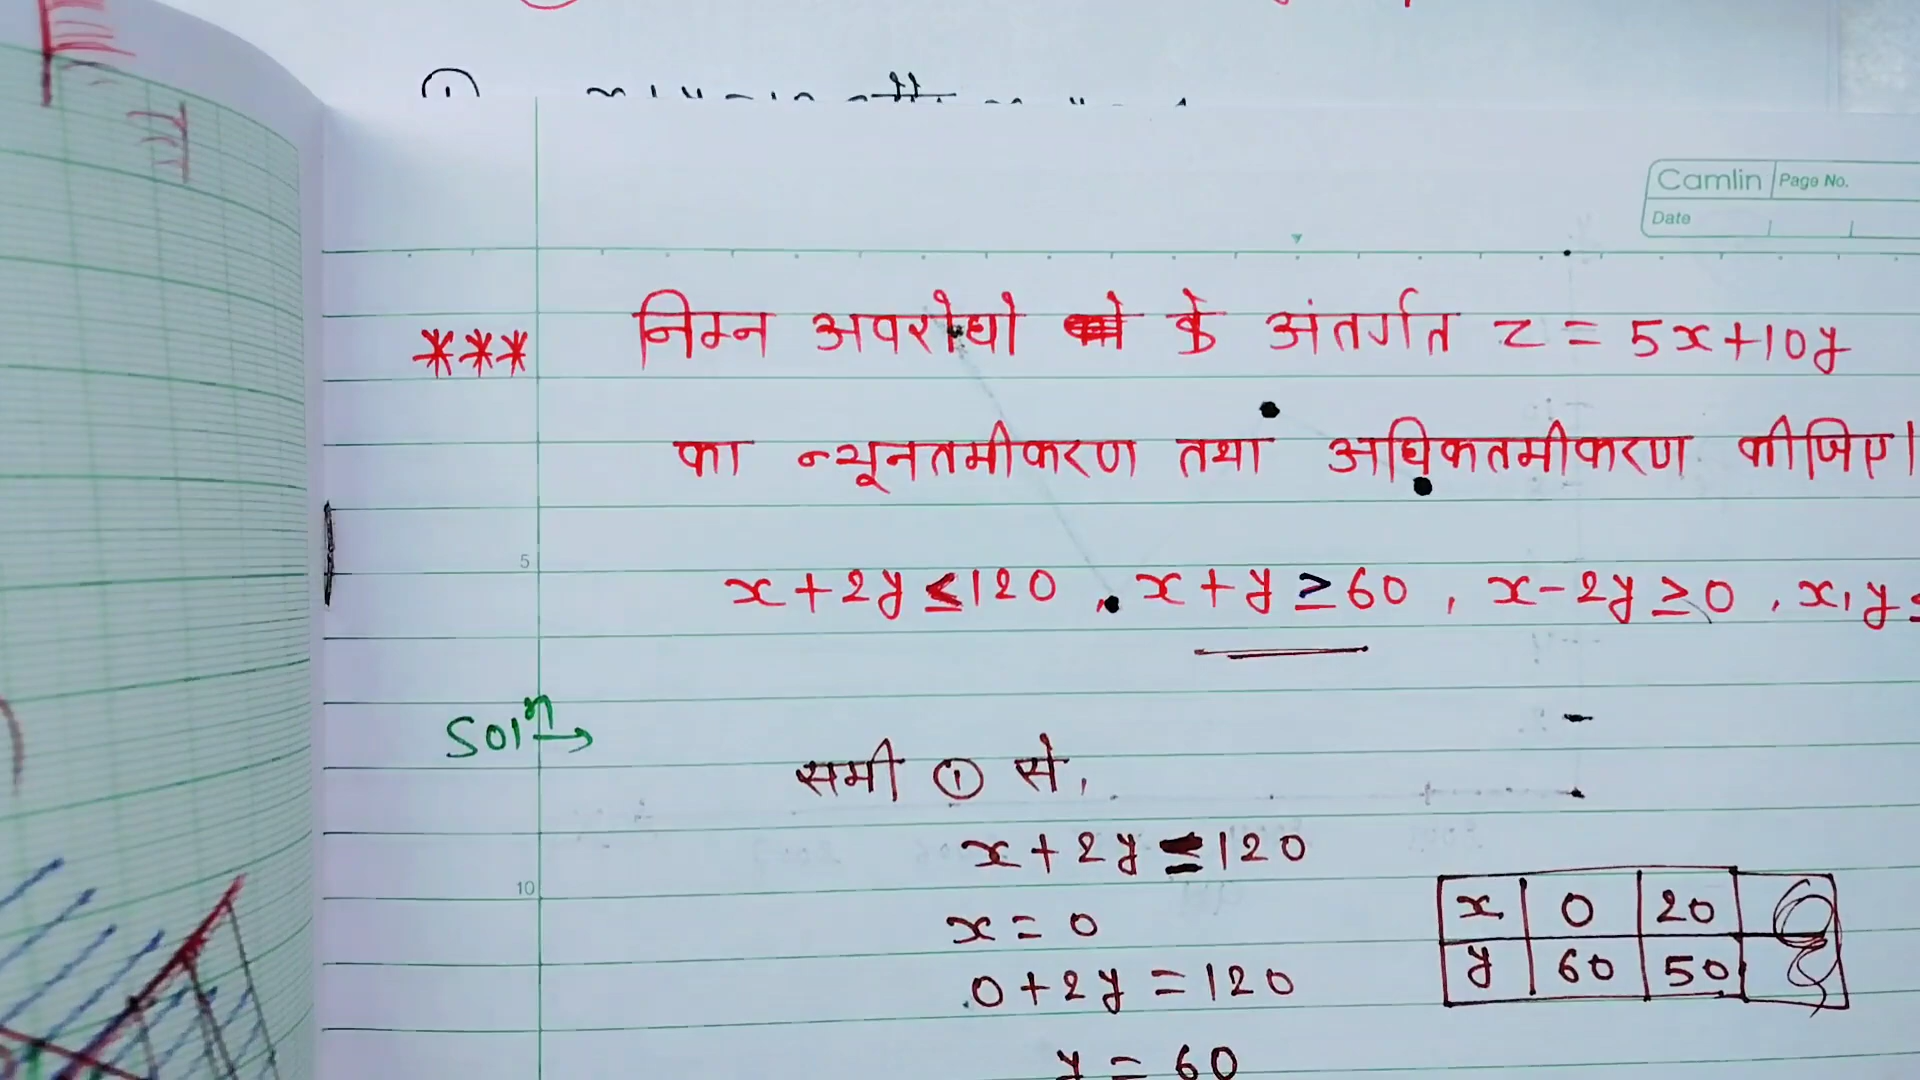 Camlin Page No.
Date
*** निम्न अवरोधो के अंतर्गत z = 5x+10y
का न्यूनतमीकरण तथा अधिकतमीकरण कीजिए।
5
x+2y ≤ 120 , x+y ≥ 60 , x-2y ≥ 0 , x, y ≥
Solⁿ →
समी ① से,
x+2y ≤ 120
10
x = 0
0+2y = 120
y = 60
x 0 20
y 60 50